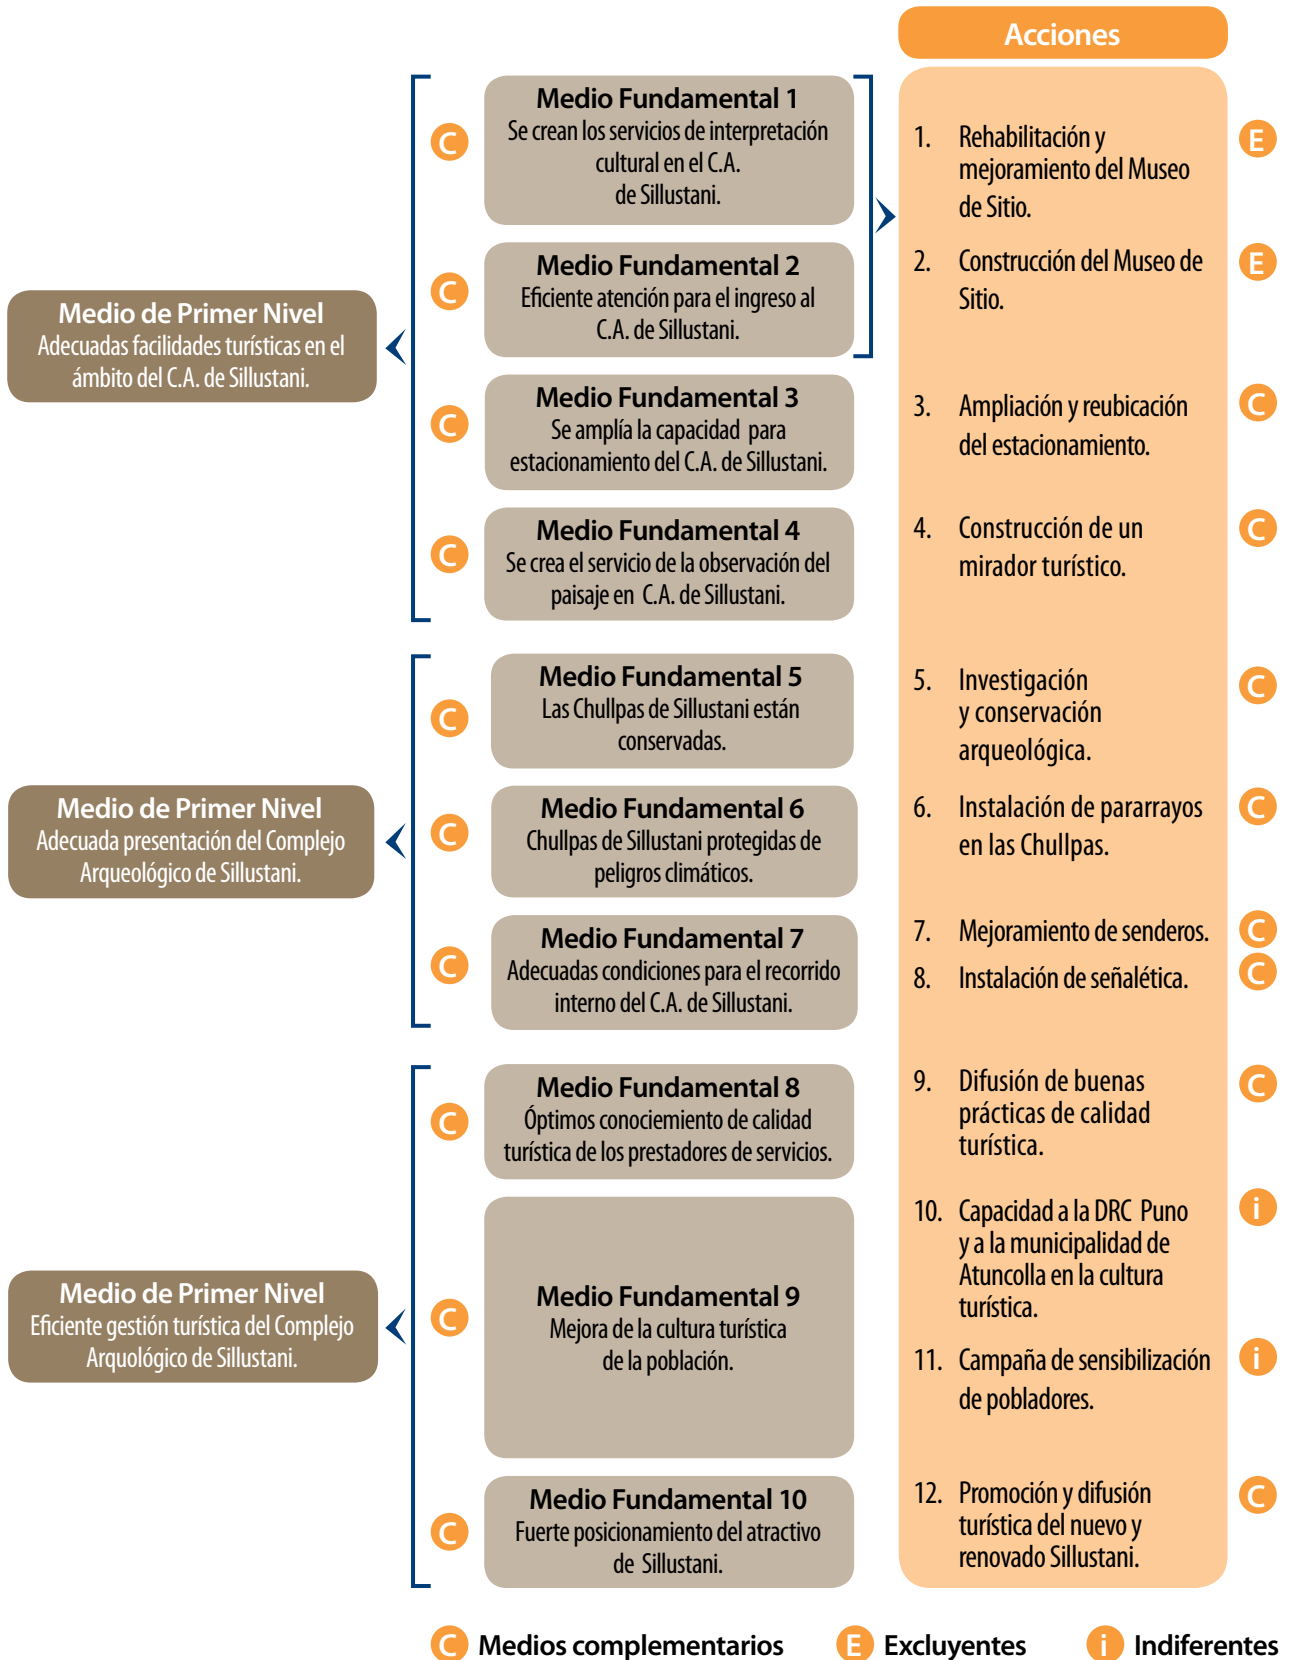 Acciones
Medio de Primer Nivel
Adecuadas facilidades turísticas en el
ámbito del C.A. de Sillustani.
C
Medio Fundamental 1
Se crean los servicios de interpretación
cultural en el C.A.
de Sillustani.
C
Medio Fundamental 2
Eficiente atención para el ingreso al
C.A. de Sillustani.
C
Medio Fundamental 3
Se amplía la capacidad para
estacionamiento del C.A. de Sillustani.
C
Medio Fundamental 4
Se crea el servicio de la observación del
paisaje en C.A. de Sillustani.
1. Rehabilitación y
mejoramiento del Museo
de Sitio.
E
2. Construcción del Museo de
Sitio.
E
3. Ampliación y reubicación
del estacionamiento.
C
4. Construcción de un
mirador turístico.
C
Medio de Primer Nivel
Adecuada presentación del Complejo
Arqueológico de Sillustani.
C
Medio Fundamental 5
Las Chullpas de Sillustani están
conservadas.
C
Medio Fundamental 6
Chullpas de Sillustani protegidas de
peligros climáticos.
C
Medio Fundamental 7
Adecuadas condiciones para el recorrido
interno del C.A. de Sillustani.
5. Investigación
y conservación
arqueológica.
C
6. Instalación de pararrayos
en las Chullpas.
C
7. Mejoramiento de senderos.
C
8. Instalación de señalética.
C
Medio de Primer Nivel
Eficiente gestión turística del Complejo
Arquológico de Sillustani.
C
Medio Fundamental 8
Óptimos conociemiento de calidad
turística de los prestadores de servicios.
C
Medio Fundamental 9
Mejora de la cultura turística
de la población.
C
Medio Fundamental 10
Fuerte posicionamiento del atractivo
de Sillustani.
9. Difusión de buenas
prácticas de calidad
turística.
C
10. Capacidad a la DRC Puno
y a la municipalidad de
Atuncolla en la cultura
turística.
i
11. Campaña de sensibilización
de pobladores.
i
12. Promoción y difusión
turística del nuevo y
renovado Sillustani.
C
C Medios complementarios E Excluyentes i Indiferentes